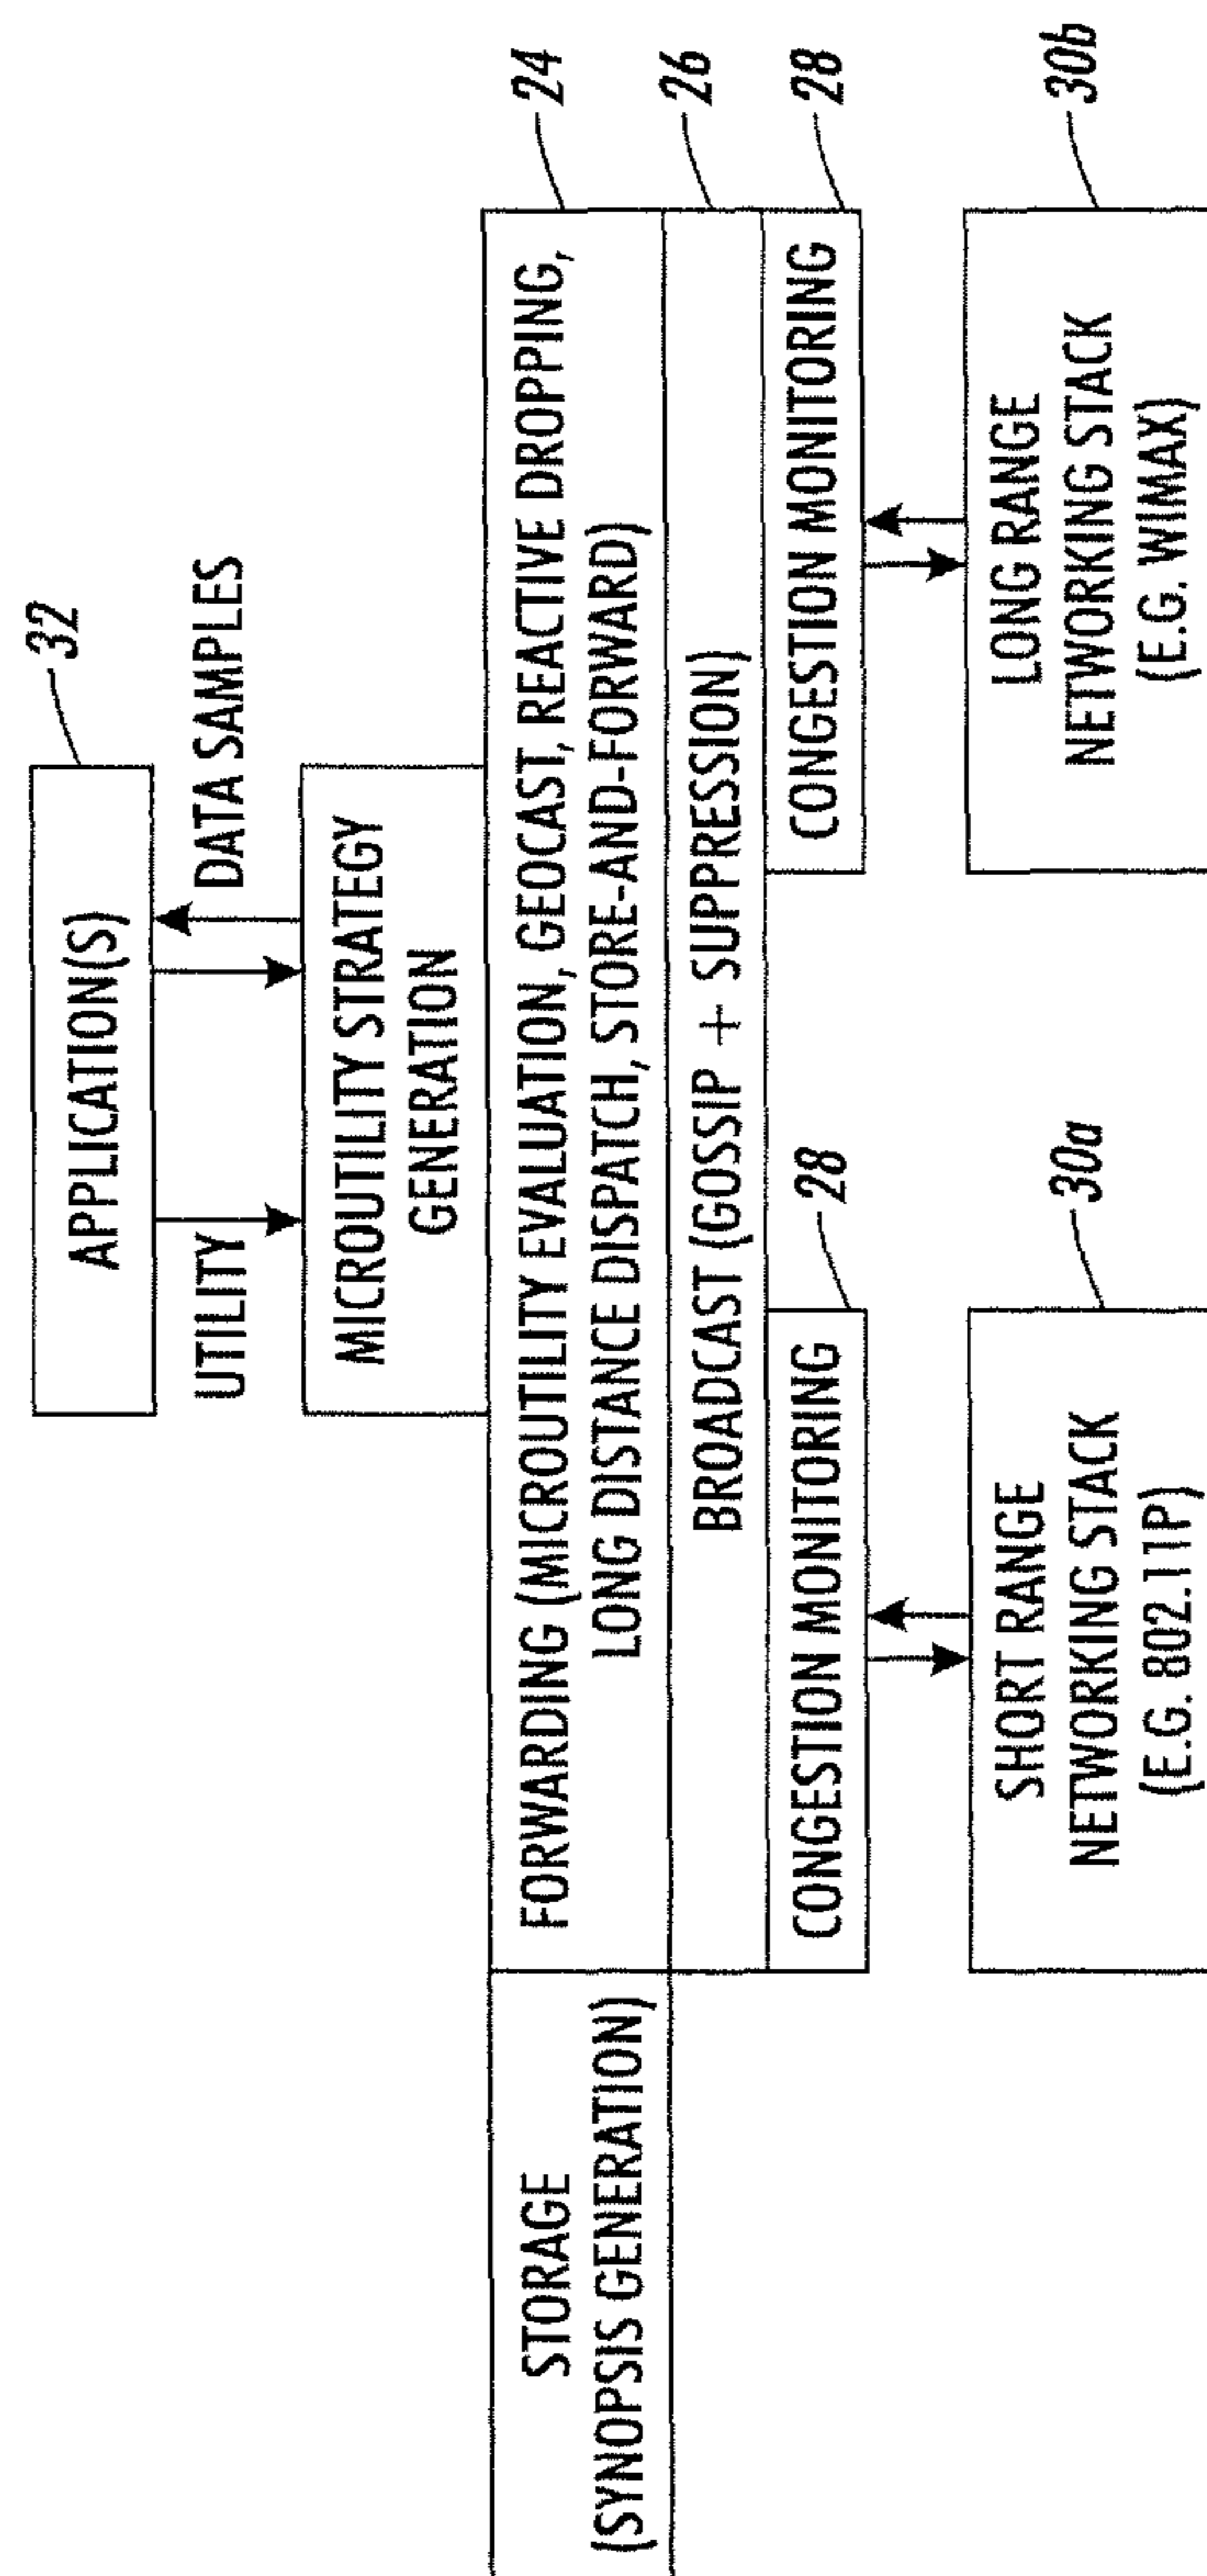 32
APPLICATION(S)
UTILITY
DATA SAMPLES
MICROUTILITY STRATEGY
GENERATION
24
STORAGE
(SYNOPSIS GENERATION)
FORWARDING (MICROUTILITY EVALUATION, GEOCAST, REACTIVE DROPPING,
LONG DISTANCE DISPATCH, STORE-AND-FORWARD)
26
BROADCAST (GOSSIP + SUPPRESSION)
28
CONGESTION MONITORING
28
CONGESTION MONITORING
30a
SHORT RANGE
NETWORKING STACK
(E.G. 802.11P)
30b
LONG RANGE
NETWORKING STACK
(E.G. WIMAX)